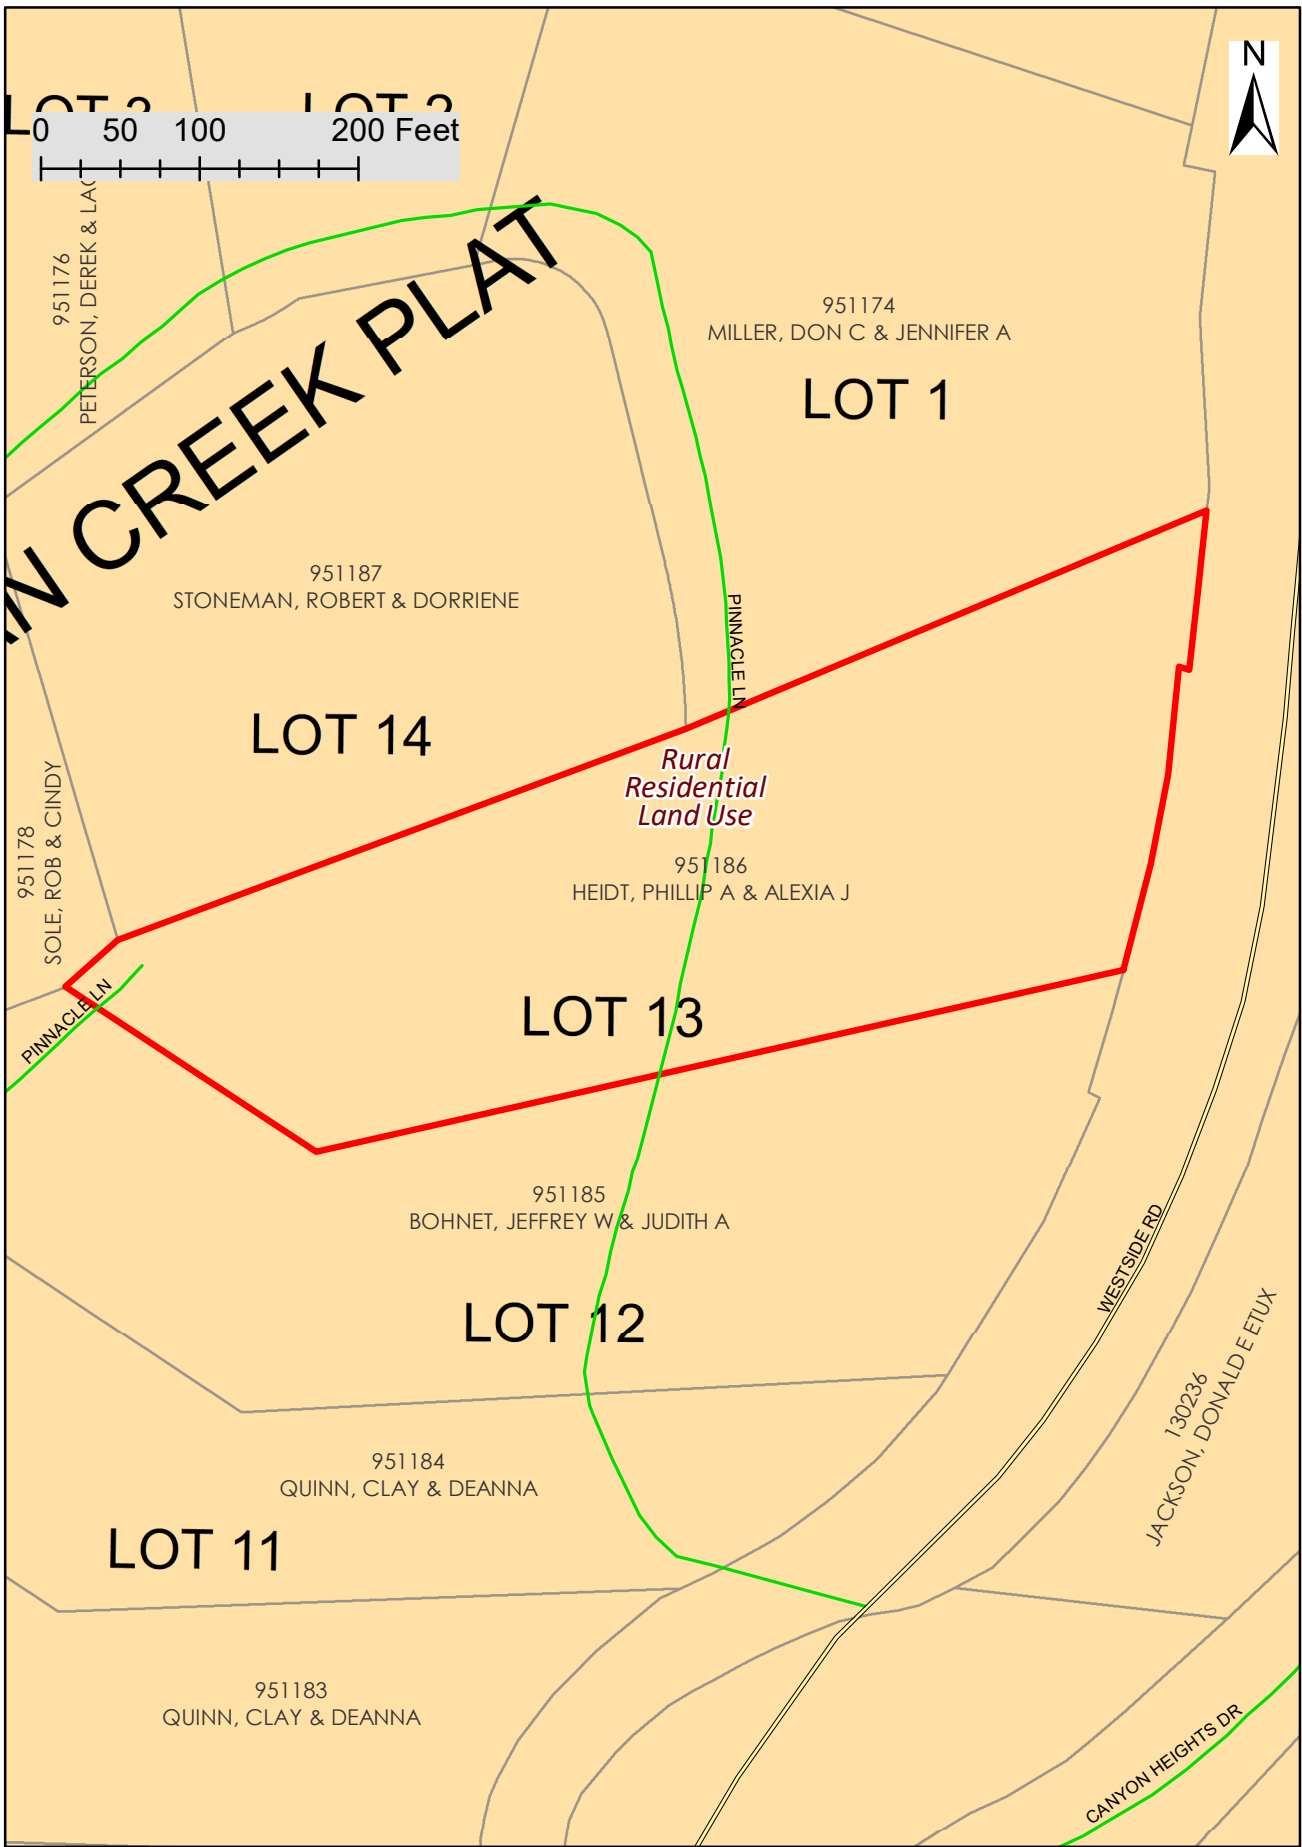 N
LOT 2
0 50 100 200 Feet
951176
PETERSON, DEREK &
CREEK PLAT
951174
MILLER, DON C & JENNIFER A
LOT 1
951187
STONEMAN, ROBERT & DORRIENE
PINNACLE LN
LOT 14
Rural
Residential
Land Use
951178
SOLE, ROB & CINDY
951186
HEIDT, PHILLIP A & ALEXIA J
PINNACLE LN
LOT 13
951185
BOHNET, JEFFREY W & JUDITH A
WESTSIDE RD
LOT 12
130236
JACKSON, DONALD E ETUX
951184
QUINN, CLAY & DEANNA
LOT 11
951183
QUINN, CLAY & DEANNA
CANYON HEIGHTS DR